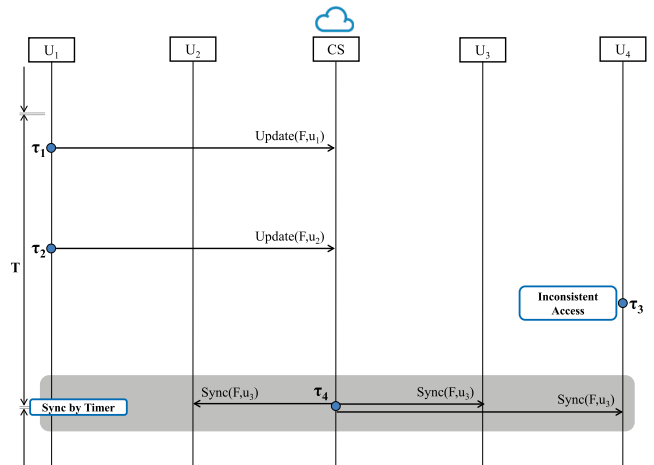 U1 U2 CS U3 U4
Update(F,u1)
τ1
Update(F,u2)
τ2
T
Inconsistent
Access
τ3
Sync(F,u3) τ4 Sync(F,u3)
Sync(F,u3)
Sync by Timer